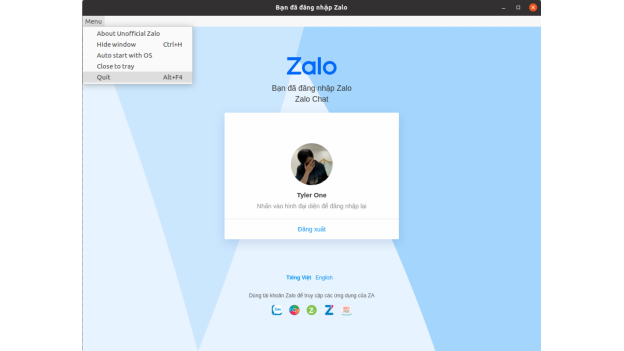 Bạn đã đăng nhập Zalo
Menu
About Unofficial Zalo
Hide window Ctrl+H
Auto start with OS
Close to tray
Quit Alt+F4
Zalo
Bạn đã đăng nhập Zalo
Zalo Chat
Tyler One
Nhấn vào hình đại diện để đăng nhập lại
Đăng xuất
Tiếng Việt English
Dùng tài khoản Zalo để truy cập các ứng dụng của ZA